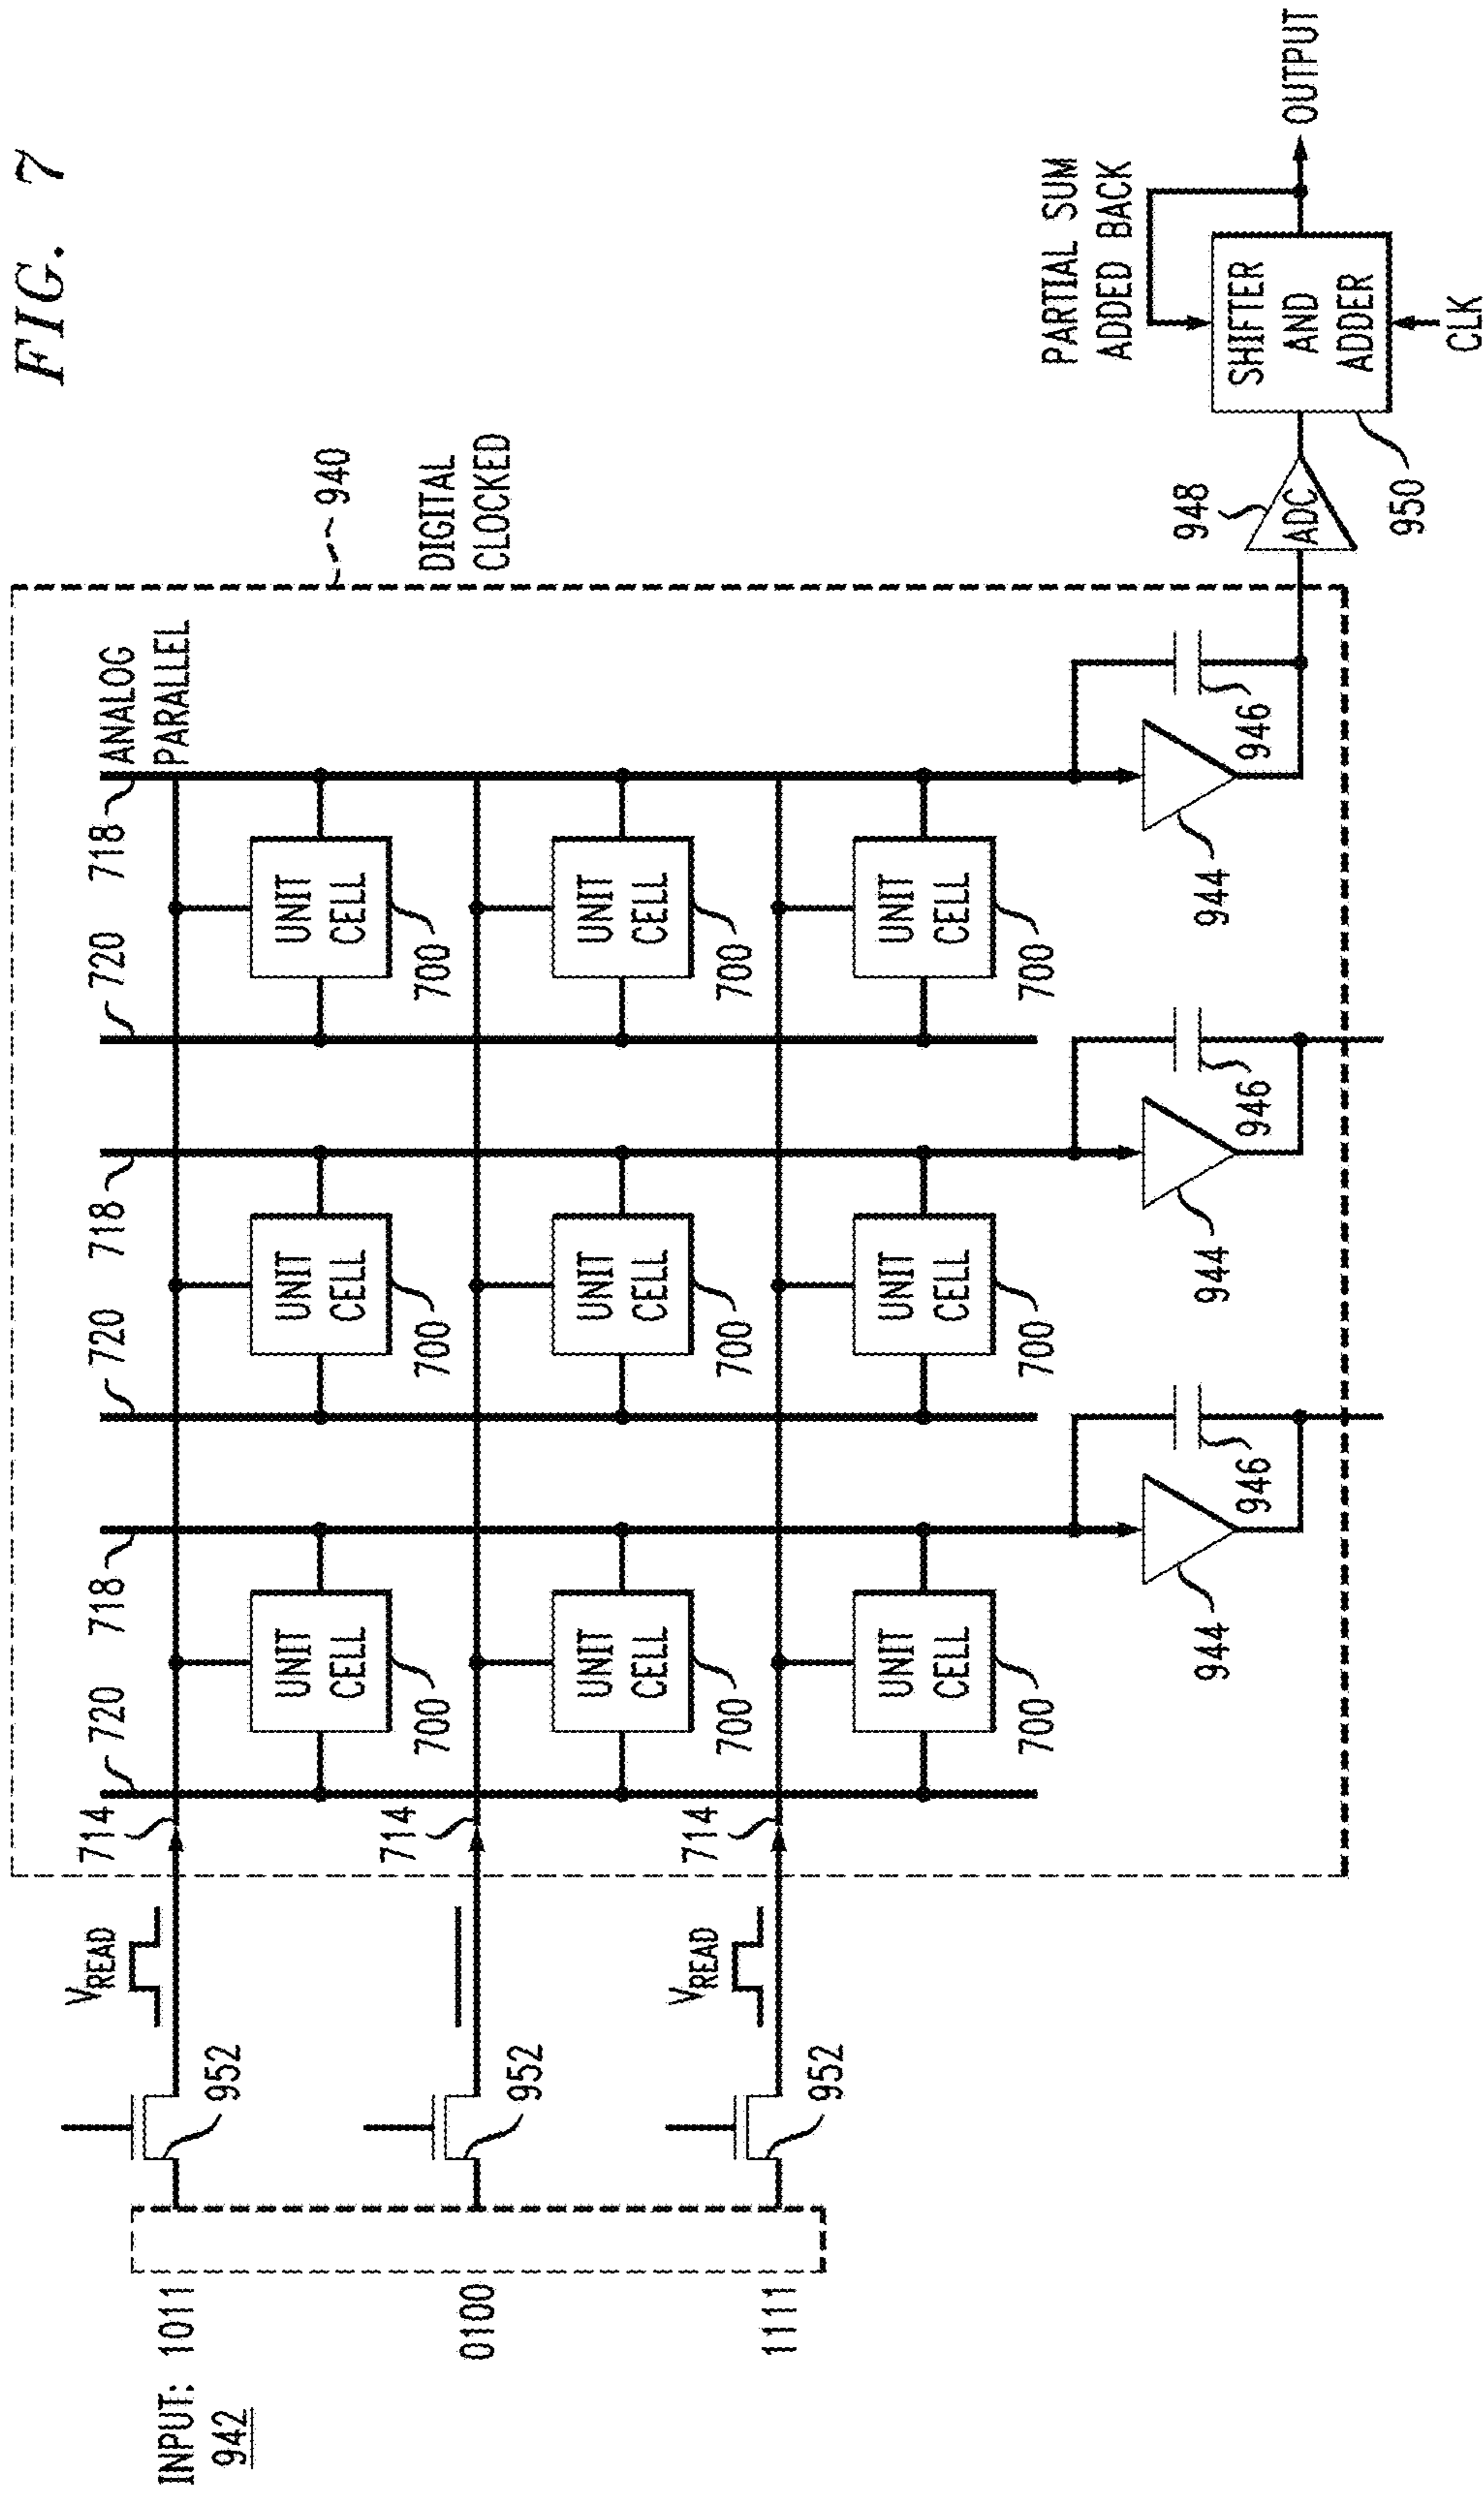 FIG. 7
940
ANALOG
PARALLEL
DIGITAL
CLOCKED
720
718
720
718
720
718
714
VREAD
952
INPUT: 1011
942
UNIT
CELL
700
UNIT
CELL
700
UNIT
CELL
700
714
952
0100
UNIT
CELL
700
UNIT
CELL
700
UNIT
CELL
700
714
VREAD
952
1111
UNIT
CELL
700
UNIT
CELL
700
UNIT
CELL
700
944
946
944
946
944
946
948
ADC
950
PARTIAL SUM
ADDED BACK
SHIFTER
AND
ADDER
CLK
OUTPUT